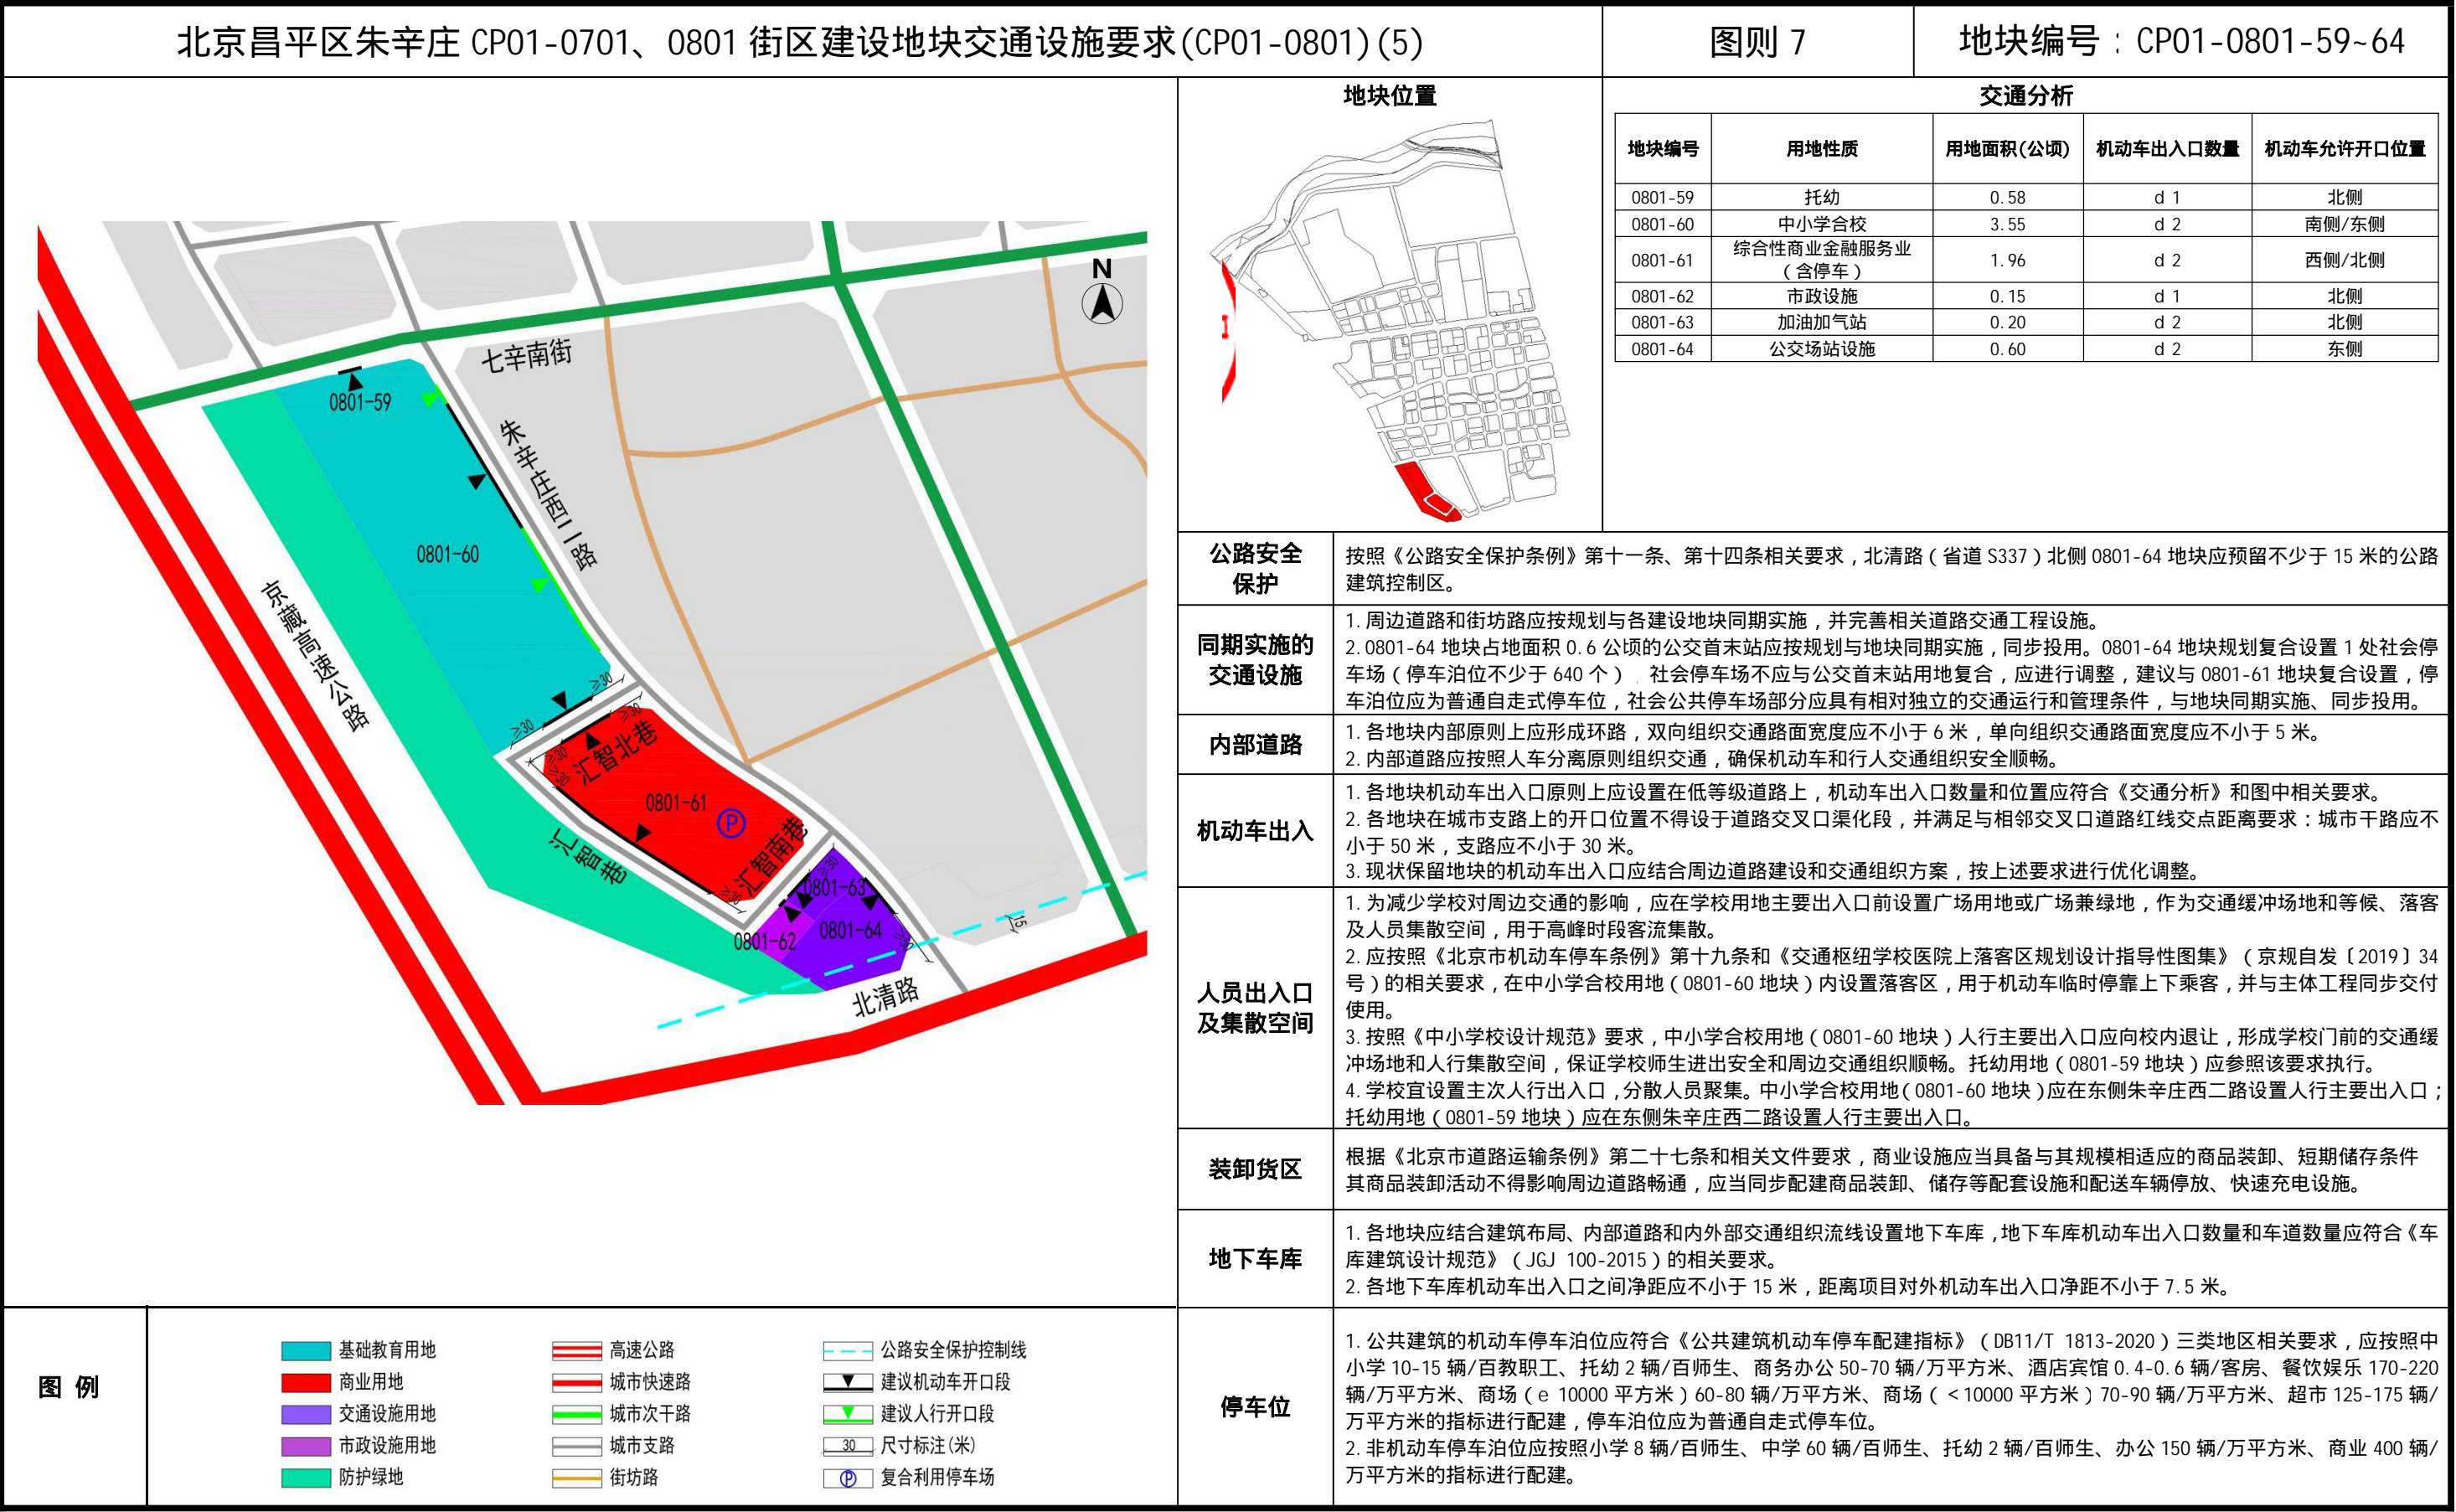 北京昌平区朱辛庄 CP01-0701、0801 街区建设地块交通设施要求(CP01-0801)(5)
图则 7
地块编号：CP01-0801-59~64
七辛南街
朱辛庄西二路
京藏高速公路
汇智北巷
汇智巷
汇智南巷
北清路
N
0801-59
0801-60
0801-61
P
0801-62
0801-63
0801-64
≥30
≥30
≥30
≥30
≥30
≥30
≥30
≥50
15
地块位置
交通分析
地块编号 用地性质 用地面积(公顷) 机动车出入口数量 机动车允许开口位置
0801-59 托幼 0.58 d 1 北侧
0801-60 中小学合校 3.55 d 2 南侧/东侧
0801-61 综合性商业金融服务业（含停车） 1.96 d 2 西侧/北侧
0801-62 市政设施 0.15 d 1 北侧
0801-63 加油加气站 0.20 d 2 北侧
0801-64 公交场站设施 0.60 d 2 东侧
公路安全
保护
按照《公路安全保护条例》第十一条、第十四条相关要求，北清路（省道 S337）北侧 0801-64 地块应预留不少于 15 米的公路
建筑控制区。
同期实施的
交通设施
1.周边道路和街坊路应按规划与各建设地块同期实施，并完善相关道路交通工程设施。
2.0801-64 地块占地面积 0.6 公顷的公交首末站应按规划与地块同期实施，同步投用。0801-64 地块规划复合设置 1 处社会停
车场（停车泊位不少于 640 个） 社会停车场不应与公交首末站用地复合，应进行调整，建议与 0801-61 地块复合设置，停
车泊位应为普通自走式停车位，社会公共停车场部分应具有相对独立的交通运行和管理条件，与地块同期实施、同步投用。
内部道路
1.各地块内部原则上应形成环路，双向组织交通路面宽度应不小于 6 米，单向组织交通路面宽度应不小于 5 米。
2.内部道路应按照人车分离原则组织交通，确保机动车和行人交通组织安全顺畅。
机动车出入
1.各地块机动车出入口原则上应设置在低等级道路上，机动车出入口数量和位置应符合《交通分析》和图中相关要求。
2.各地块在城市支路上的开口位置不得设于道路交叉口渠化段，并满足与相邻交叉口道路红线交点距离要求：城市干路应不
小于 50 米，支路应不小于 30 米。
3.现状保留地块的机动车出入口应结合周边道路建设和交通组织方案，按上述要求进行优化调整。
人员出入口
及集散空间
1.为减少学校对周边交通的影响，应在学校用地主要出入口前设置广场用地或广场兼绿地，作为交通缓冲场地和等候、落客
及人员集散空间，用于高峰时段客流集散。
2.应按照《北京市机动车停车条例》第十九条和《交通枢纽学校医院上落客区规划设计指导性图集》（京规自发〔2019〕34
号）的相关要求，在中小学合校用地（0801-60 地块）内设置落客区，用于机动车临时停靠上下乘客，并与主体工程同步交付
使用。
3.按照《中小学校设计规范》要求，中小学合校用地（0801-60 地块）人行主要出入口应向校内退让，形成学校门前的交通缓
冲场地和人行集散空间，保证学校师生进出安全和周边交通组织顺畅。托幼用地（0801-59 地块）应参照该要求执行。
4.学校宜设置主次人行出入口，分散人员聚集。中小学合校用地（0801-60 地块）应在东侧朱辛庄西二路设置人行主要出入口；
托幼用地（0801-59 地块）应在东侧朱辛庄西二路设置人行主要出入口。
装卸货区
根据《北京市道路运输条例》第二十七条和相关文件要求，商业设施应当具备与其规模相适应的商品装卸、短期储存条件
其商品装卸活动不得影响周边道路畅通，应当同步配建商品装卸、储存等配套设施和配送车辆停放、快速充电设施。
地下车库
1.各地块应结合建筑布局、内部道路和内外部交通组织流线设置地下车库，地下车库机动车出入口数量和车道数量应符合《车
库建筑设计规范》（JGJ 100-2015）的相关要求。
2.各地下车库机动车出入口之间净距应不小于 15 米，距离项目对外机动车出入口净距不小于 7.5 米。
停车位
1.公共建筑的机动车停车泊位应符合《公共建筑机动车停车配建指标》（DB11/T 1813-2020）三类地区相关要求，应按照中
小学 10-15 辆/百教职工、托幼 2 辆/百师生、商务办公 50-70 辆/万平方米、酒店宾馆 0.4-0.6 辆/客房、餐饮娱乐 170-220
辆/万平方米、商场（e 10000 平方米）60-80 辆/万平方米、商场（<10000 平方米）70-90 辆/万平方米、超市 125-175 辆/
万平方米的指标进行配建，停车泊位应为普通自走式停车位。
2.非机动车停车泊位应按照小学 8 辆/百师生、中学 60 辆/百师生、托幼 2 辆/百师生、办公 150 辆/万平方米、商业 400 辆/
万平方米的指标进行配建。
图 例
基础教育用地 高速公路 公路安全保护控制线
商业用地 城市快速路 建议机动车开口段
交通设施用地 城市次干路 建议人行开口段
市政设施用地 城市支路 30 尺寸标注(米)
防护绿地 街坊路 P 复合利用停车场